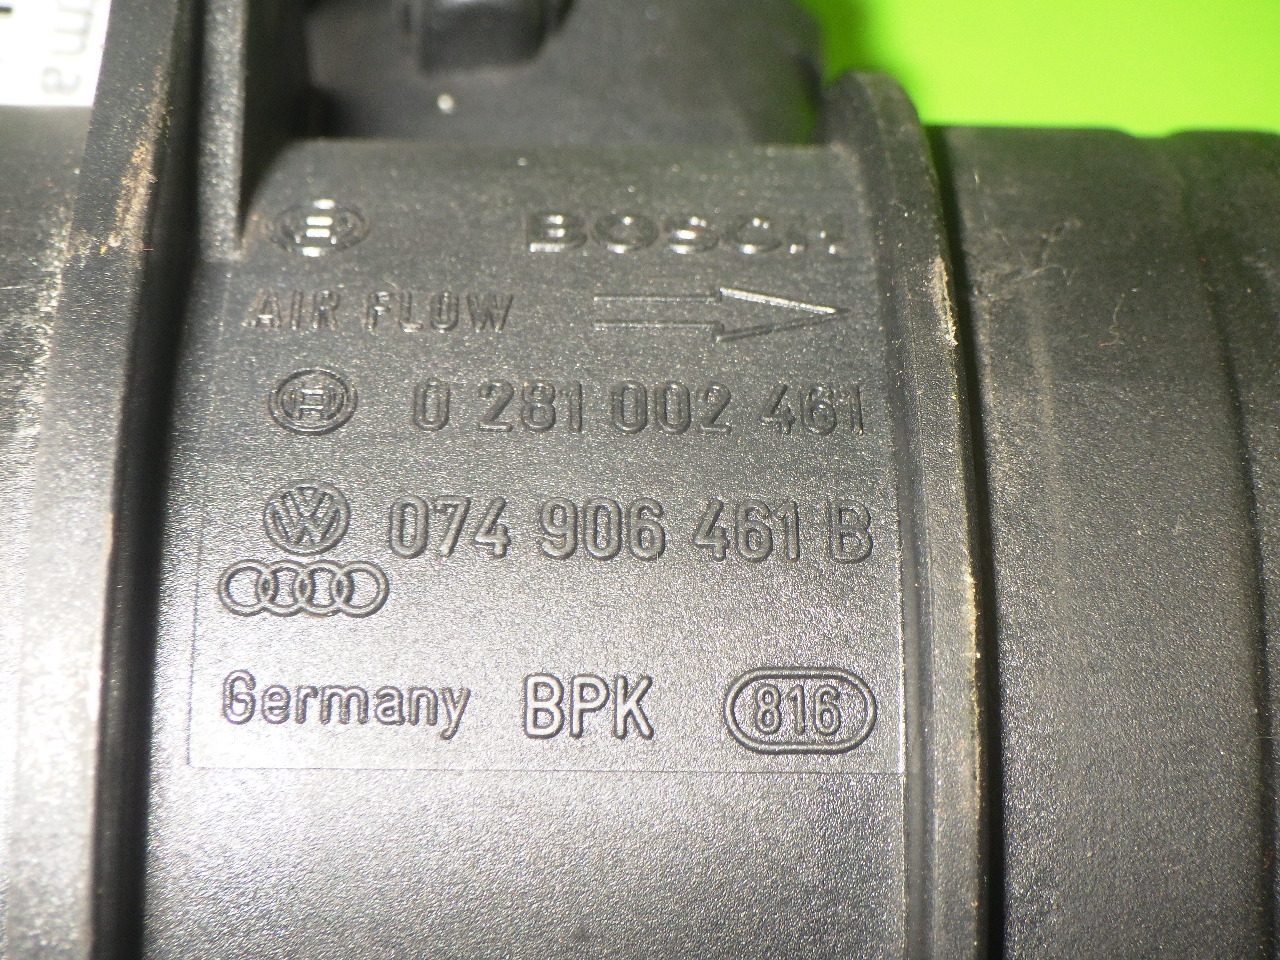 BOSCH
AIR FLOW
0 281 002 461
074 906 461 B
Germany BPK 816